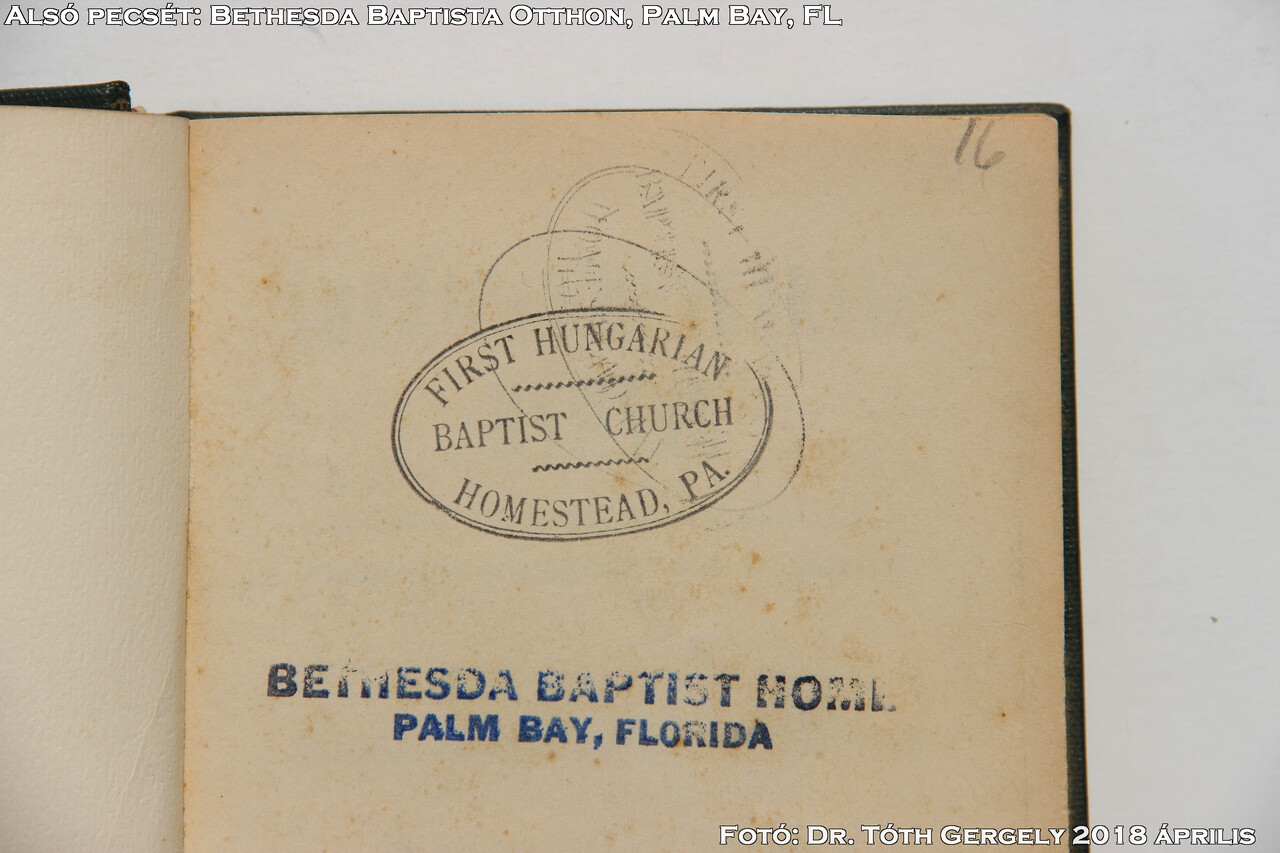 Alsó pecsét: Bethesda Baptista Otthon, Palm Bay, FL
16
FIRST HUNGARIAN
BAPTIST CHURCH
HOMESTEAD, PA.
BETHESDA BAPTIST HOME
PALM BAY, FLORIDA
Fotó: Dr. Tóth Gergely 2018 április